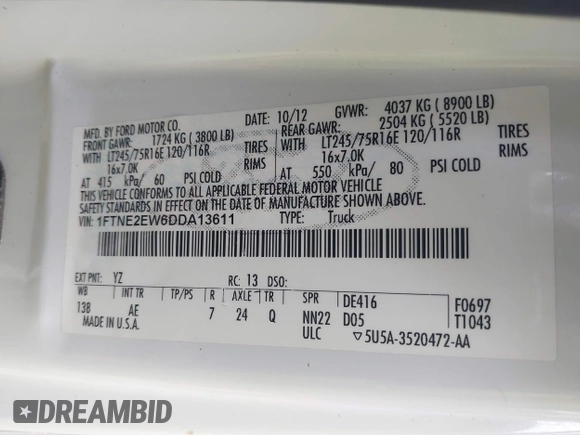 MFD. BY FORD MOTOR CO. DATE: 10/12 GVWR: 4037 KG ( 8900 LB)
FRONT GAWR: 1724 KG ( 3800 LB) REAR GAWR: 2504 KG ( 5520 LB)
WITH LT245/75R16E 120/116R TIRES WITH LT245/75R16E 120/116R TIRES
16x7.0K RIMS 16x7.0K RIMS
AT 415 kPa/ 60 PSI COLD AT 550 kPa/ 80 PSI COLD
THIS VEHICLE CONFORMS TO ALL APPLICABLE FEDERAL MOTOR VEHICLE
SAFETY STANDARDS IN EFFECT ON THE DATE OF MANUFACTURE SHOWN ABOVE.
VIN: 1FTNE2EW6DDA13611 TYPE: Truck
EXT PNT: YZ RC: 13 DSO:
WB INT TR TP/PS R AXLE TR SPR DE416 F0697
138 AE 7 24 Q NN22 D05 T1043
MADE IN U.S.A. ULC ▽5U5A-3520472-AA
DREAMBID